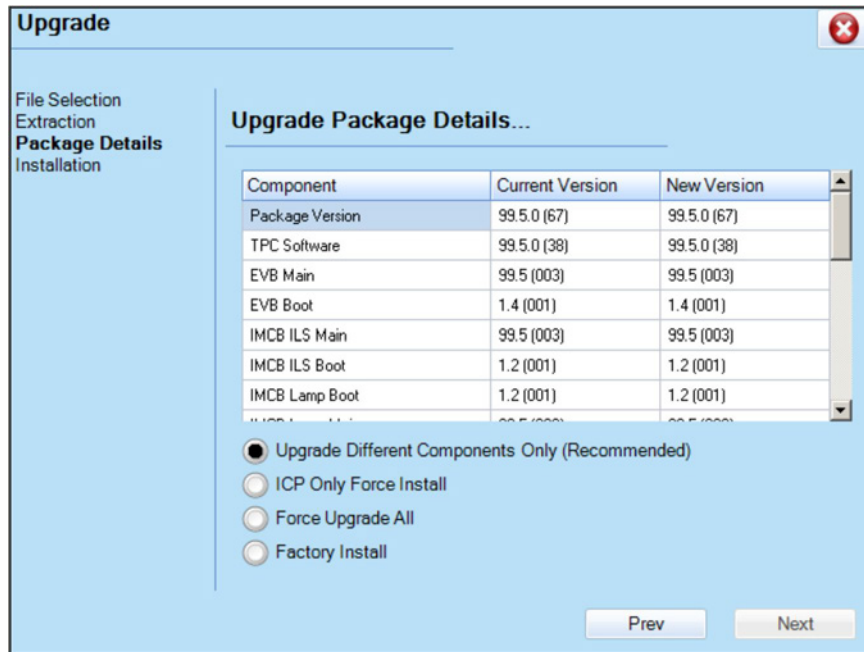 Upgrade
File Selection
Extraction
Package Details
Installation
Upgrade Package Details...
Component Current Version New Version
Package Version 99.5.0 (67) 99.5.0 (67)
TPC Software 99.5.0 (38) 99.5.0 (38)
EVB Main 99.5 (003) 99.5 (003)
EVB Boot 1.4 (001) 1.4 (001)
IMCB ILS Main 99.5 (003) 99.5 (003)
IMCB ILS Boot 1.2 (001) 1.2 (001)
IMCB Lamp Boot 1.2 (001) 1.2 (001)
Upgrade Different Components Only (Recommended)
ICP Only Force Install
Force Upgrade All
Factory Install
Prev Next